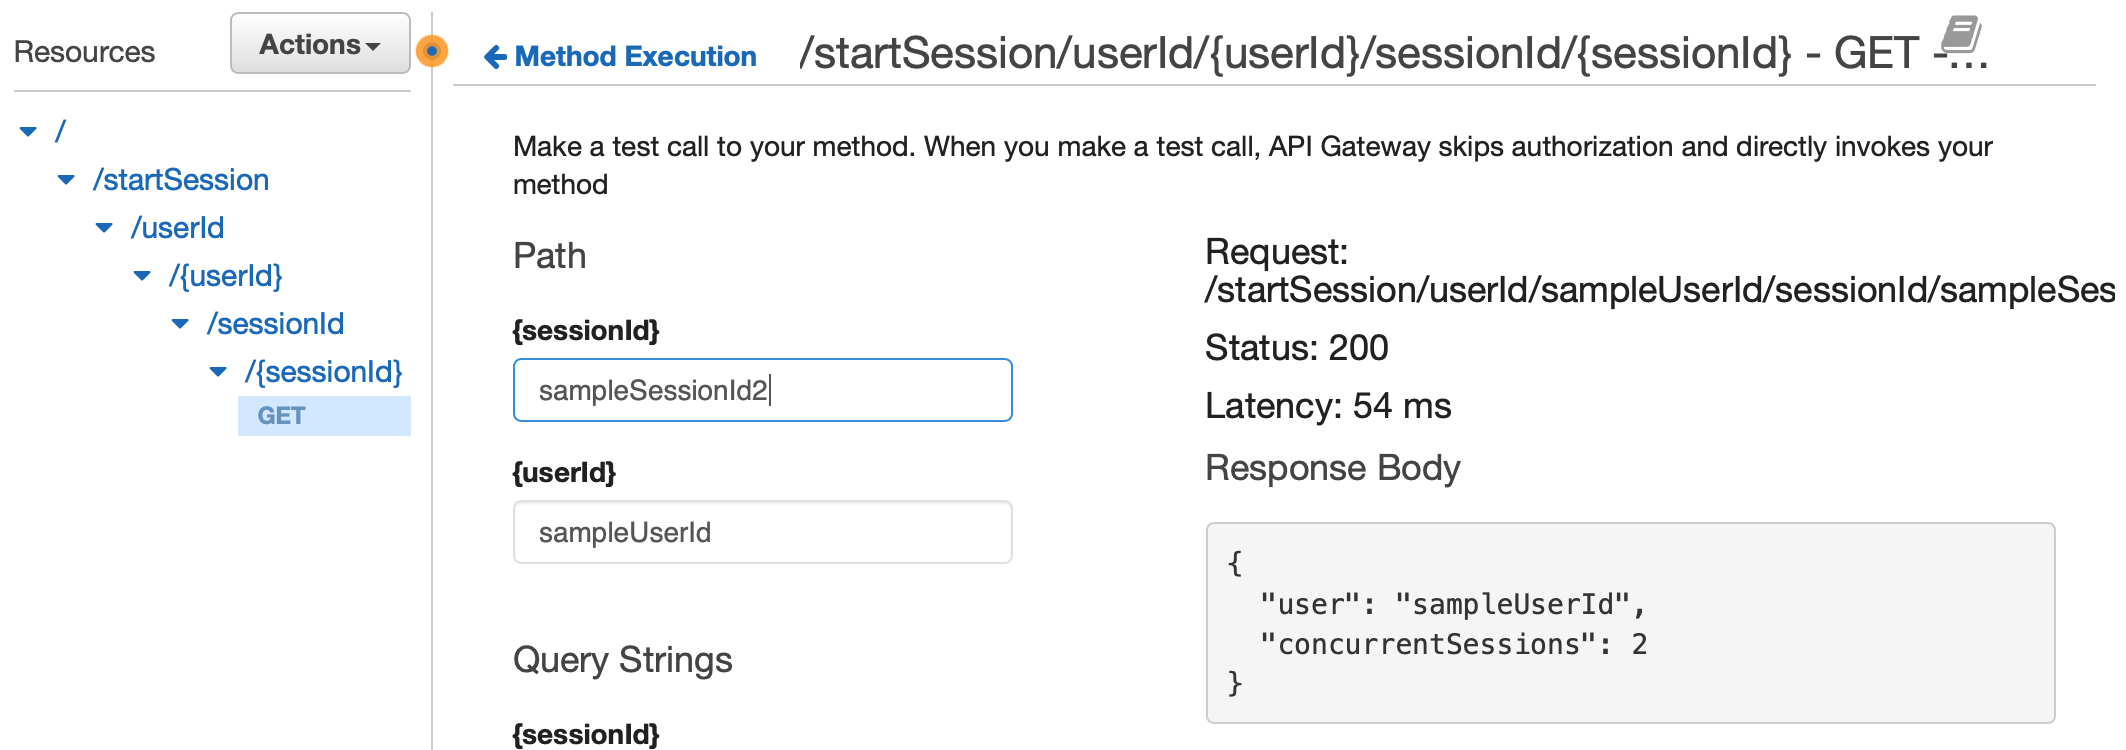 Resources
Actions
/
/startSession
/userId
/{userId}
/sessionId
/{sessionId}
GET
Method Execution
/startSession/userId/{userId}/sessionId/{sessionId} - GET -...
Make a test call to your method. When you make a test call, API Gateway skips authorization and directly invokes your
method
Path
{sessionId}
sampleSessionId2
{userId}
sampleUserId
Query Strings
{sessionId}
Request:
/startSession/userId/sampleUserId/sessionId/sampleSes
Status: 200
Latency: 54 ms
Response Body
{
"user": "sampleUserId",
"concurrentSessions": 2
}